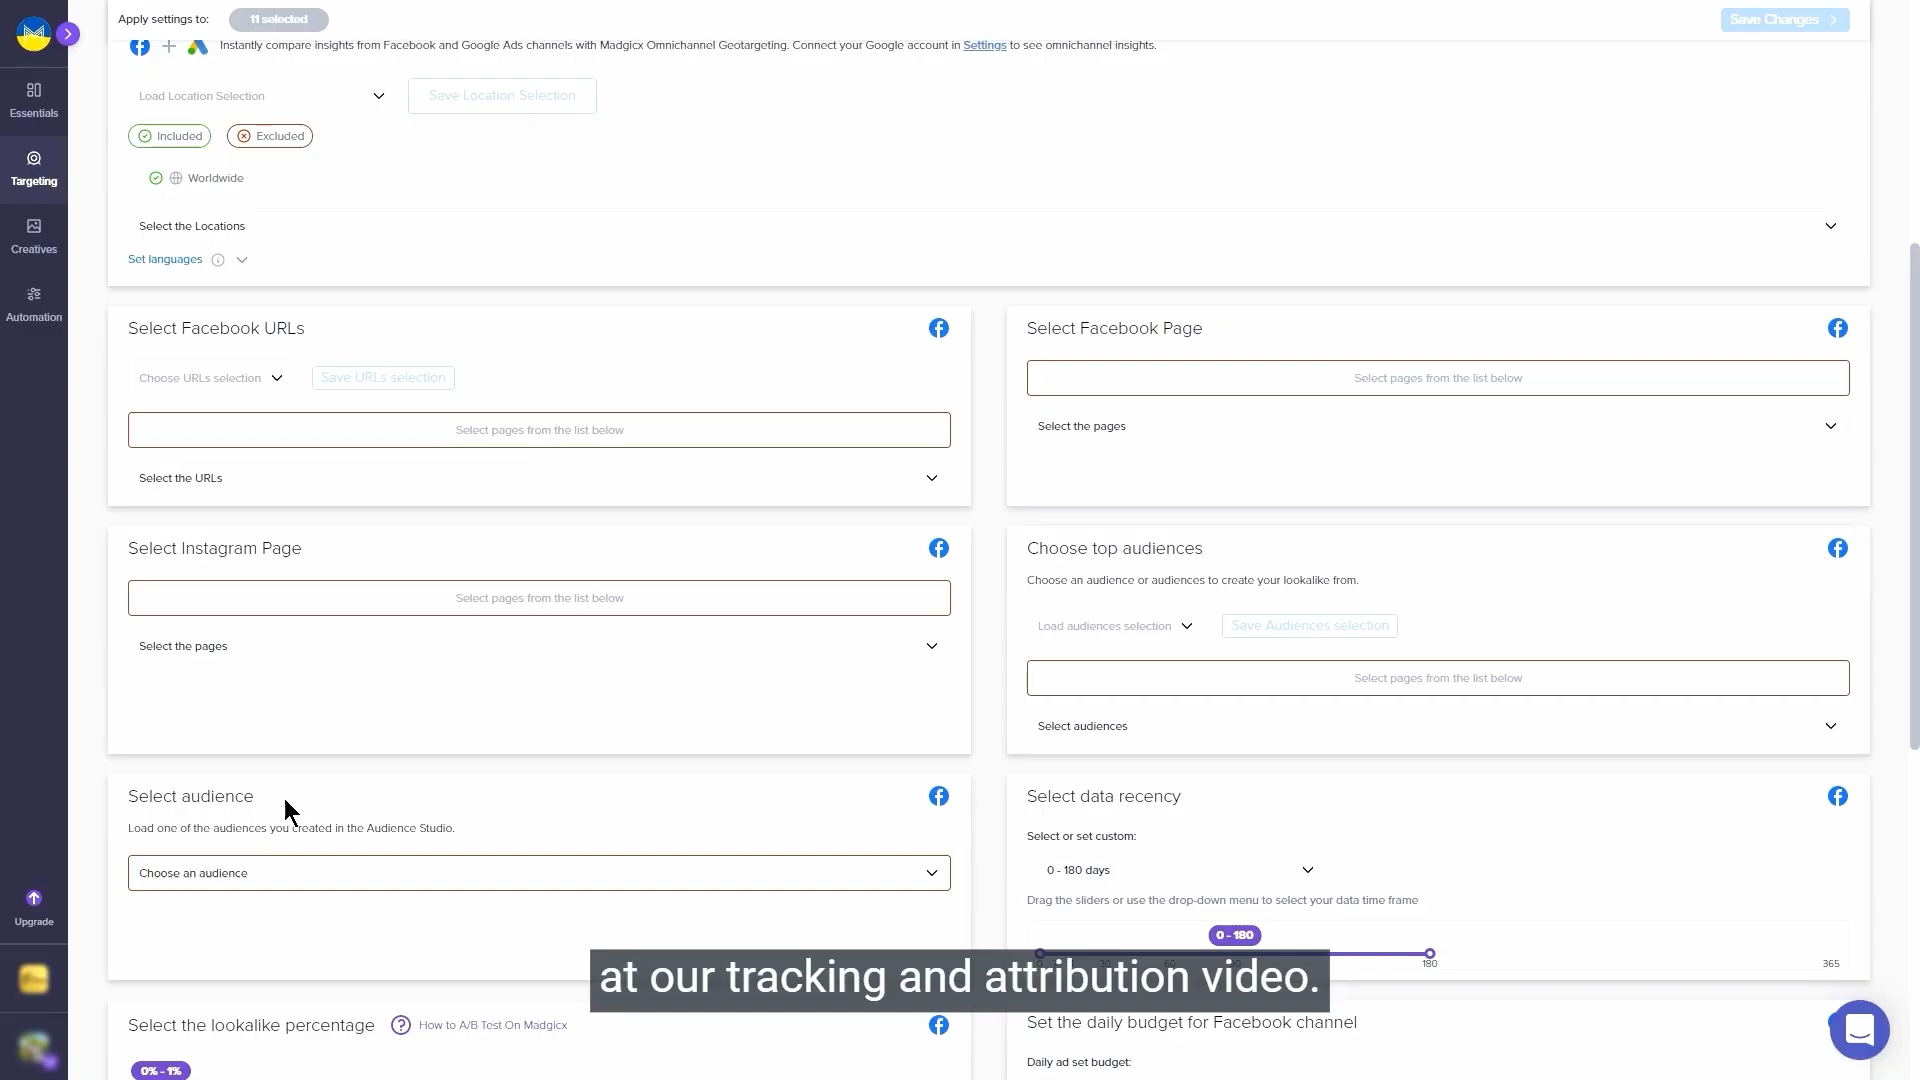 Apply settings to:
11 selected
Save Changes
Instantly compare insights from Facebook and Google Ads channels with Madgicx Omnichannel Geotargeting. Connect your Google account in Settings to see omnichannel insights.
Load Location Selection
Save Location Selection
Included
Excluded
Worldwide
Select the Locations
Set languages
Essentials
Targeting
Creatives
Automation
Upgrade
Select Facebook URLs
Choose URLs selection
Save URLs selection
Select pages from the list below
Select the URLs
Select Facebook Page
Select pages from the list below
Select the pages
Select Instagram Page
Select pages from the list below
Select the pages
Choose top audiences
Choose an audience or audiences to create your lookalike from.
Load audiences selection
Save Audiences selection
Select pages from the list below
Select audiences
Select audience
Load one of the audiences you created in the Audience Studio.
Choose an audience
Select data recency
Select or set custom:
0 - 180 days
Drag the sliders or use the drop-down menu to select your data time frame
0 - 180
180
365
at our tracking and attribution video.
Select the lookalike percentage
How to A/B Test On Madgicx
0% - 1%
Set the daily budget for Facebook channel
Daily ad set budget: